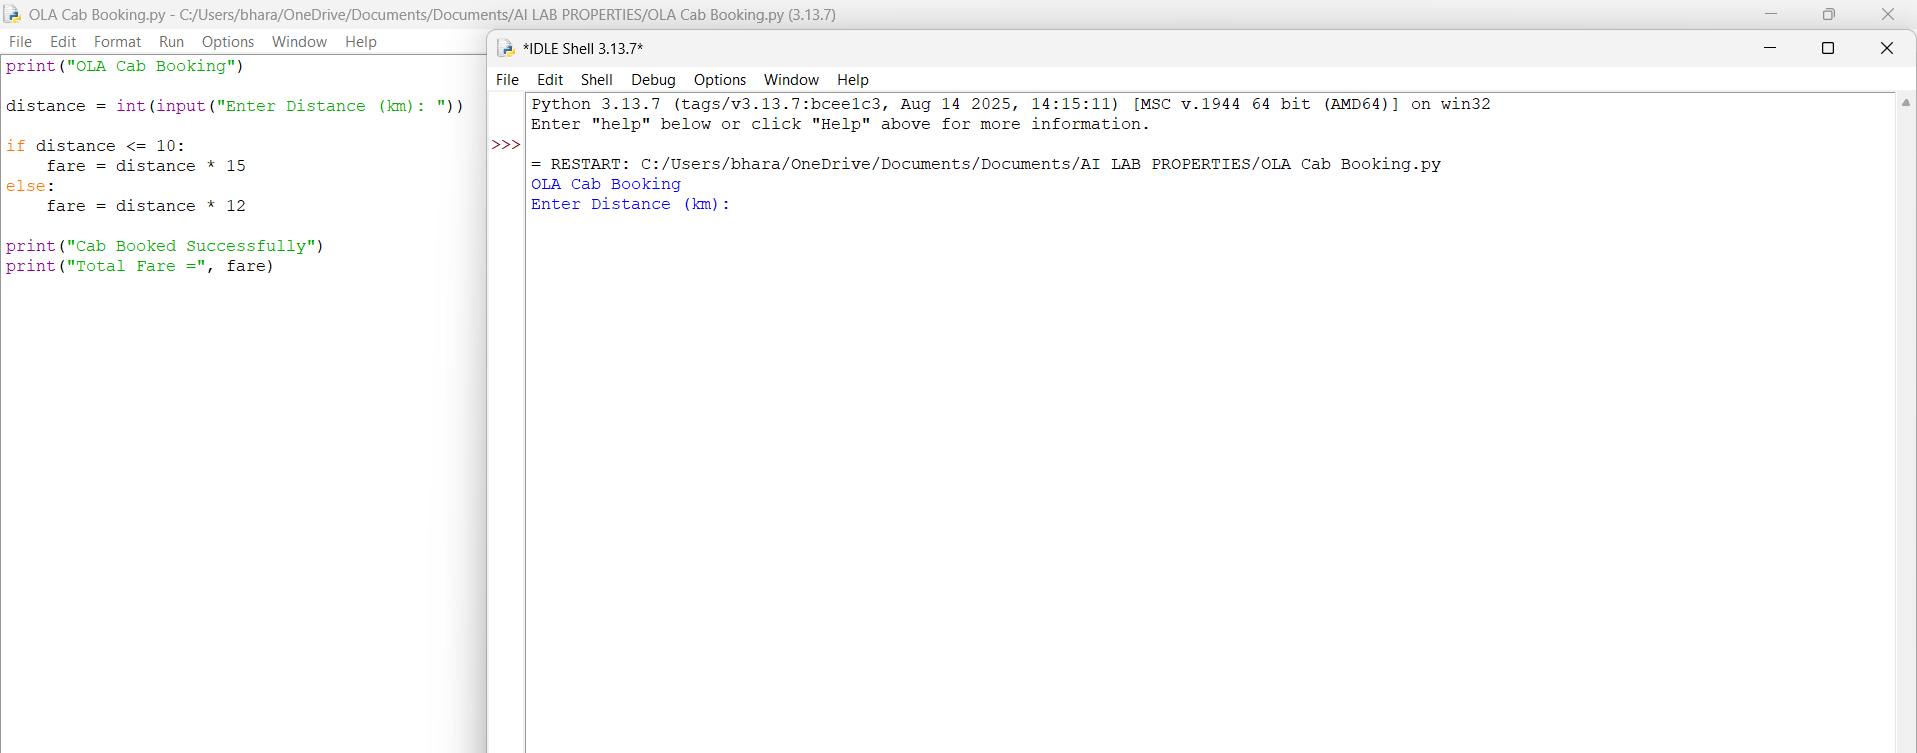 OLA Cab Booking.py - C:/Users/bhara/OneDrive/Documents/Documents/AI LAB PROPERTIES/OLA Cab Booking.py (3.13.7)
File Edit Format Run Options Window Help
print("OLA Cab Booking")
distance = int(input("Enter Distance (km): "))
if distance <= 10:
    fare = distance * 15
else:
    fare = distance * 12
print("Cab Booked Successfully")
print("Total Fare =", fare)
*IDLE Shell 3.13.7*
File Edit Shell Debug Options Window Help
Python 3.13.7 (tags/v3.13.7:bcee1c3, Aug 14 2025, 14:15:11) [MSC v.1944 64 bit (AMD64)] on win32
Enter "help" below or click "Help" above for more information.
>>>
= RESTART: C:/Users/bhara/OneDrive/Documents/Documents/AI LAB PROPERTIES/OLA Cab Booking.py
OLA Cab Booking
Enter Distance (km):